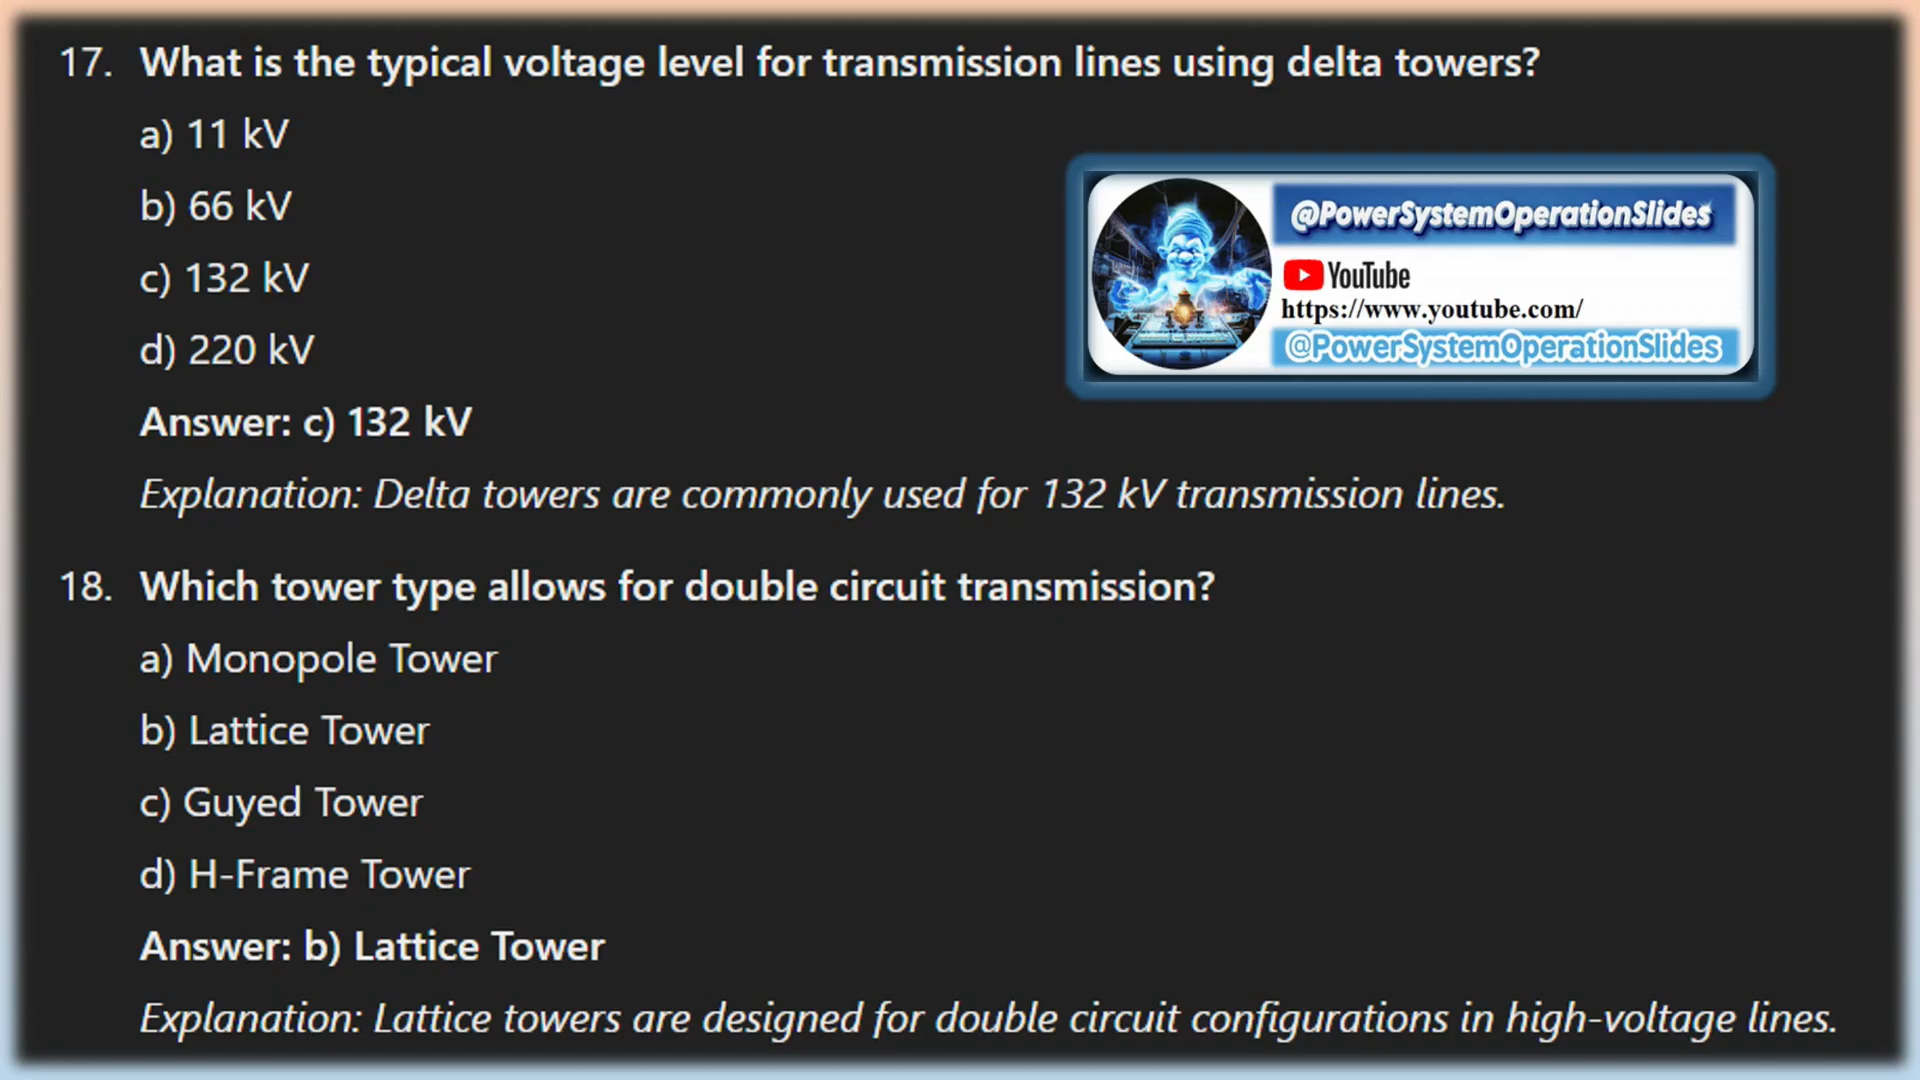 17. What is the typical voltage level for transmission lines using delta towers?
a) 11 kV
b) 66 kV
c) 132 kV
d) 220 kV
Answer: c) 132 kV
Explanation: Delta towers are commonly used for 132 kV transmission lines.
@PowerSystemOperationSlides
YouTube
https://www.youtube.com/
@PowerSystemOperationSlides
18. Which tower type allows for double circuit transmission?
a) Monopole Tower
b) Lattice Tower
c) Guyed Tower
d) H-Frame Tower
Answer: b) Lattice Tower
Explanation: Lattice towers are designed for double circuit configurations in high-voltage lines.